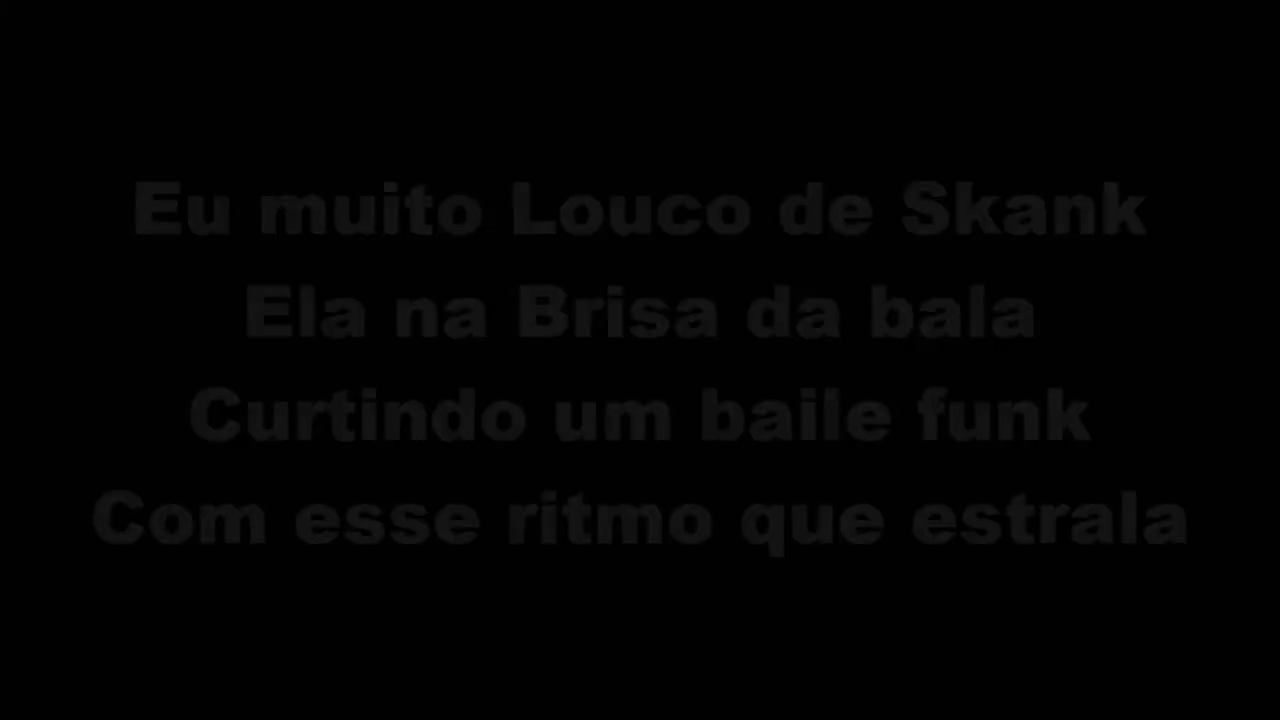 Eu muito Louco de Skank
Ela na Brisa da bala
Curtindo um baile funk
Com esse ritmo que estrala